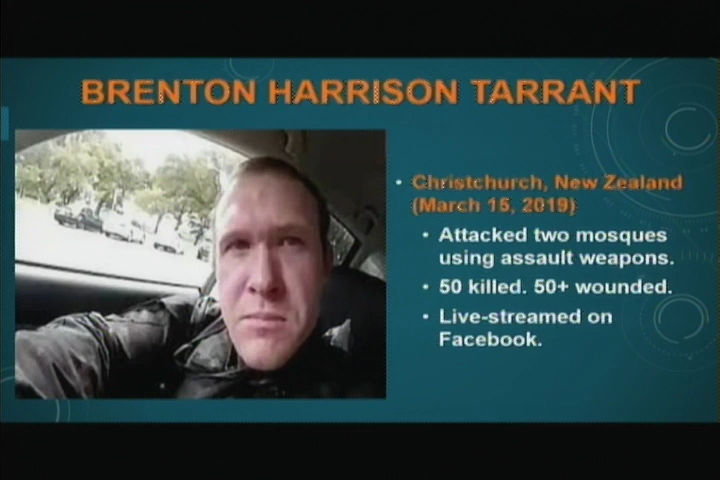 BRENTON HARRISON TARRANT
• Christchurch, New Zealand
(March 15, 2019)
• Attacked two mosques
using assault weapons.
• 50 killed. 50+ wounded.
• Live-streamed on
Facebook.